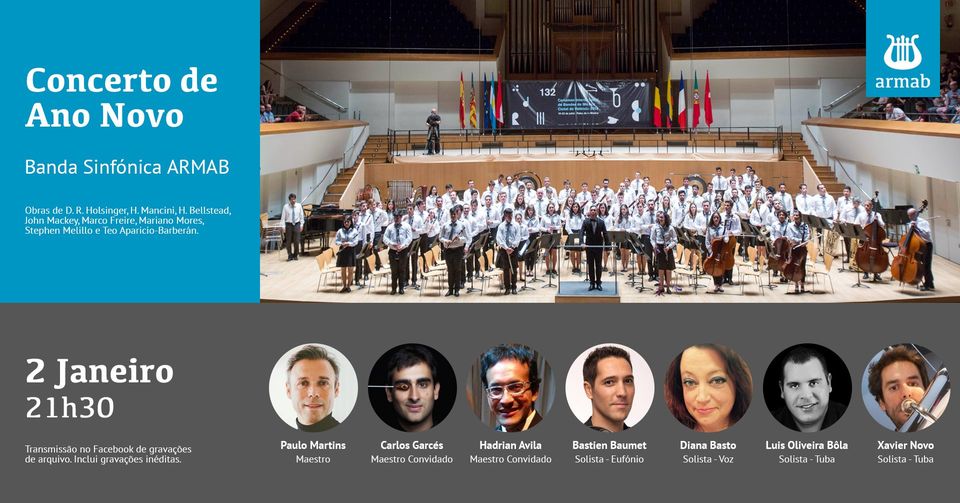 Concerto de
Ano Novo
Banda Sinfónica ARMAB
Obras de D. R. Holsinger, H. Mancini, H. Bellstead,
John Mackey, Marco Freire, Mariano Mores,
Stephen Melillo e Teo Aparicio-Barberán.
132
armab
2 Janeiro
21h30
Transmissão no Facebook de gravações
de arquivo. Inclui gravações inéditas.
Paulo Martins
Maestro
Carlos Garcés
Maestro Convidado
Hadrian Avila
Maestro Convidado
Bastien Baumet
Solista - Eufónio
Diana Basto
Solista - Voz
Luis Oliveira Bôla
Solista - Tuba
Xavier Novo
Solista - Tuba